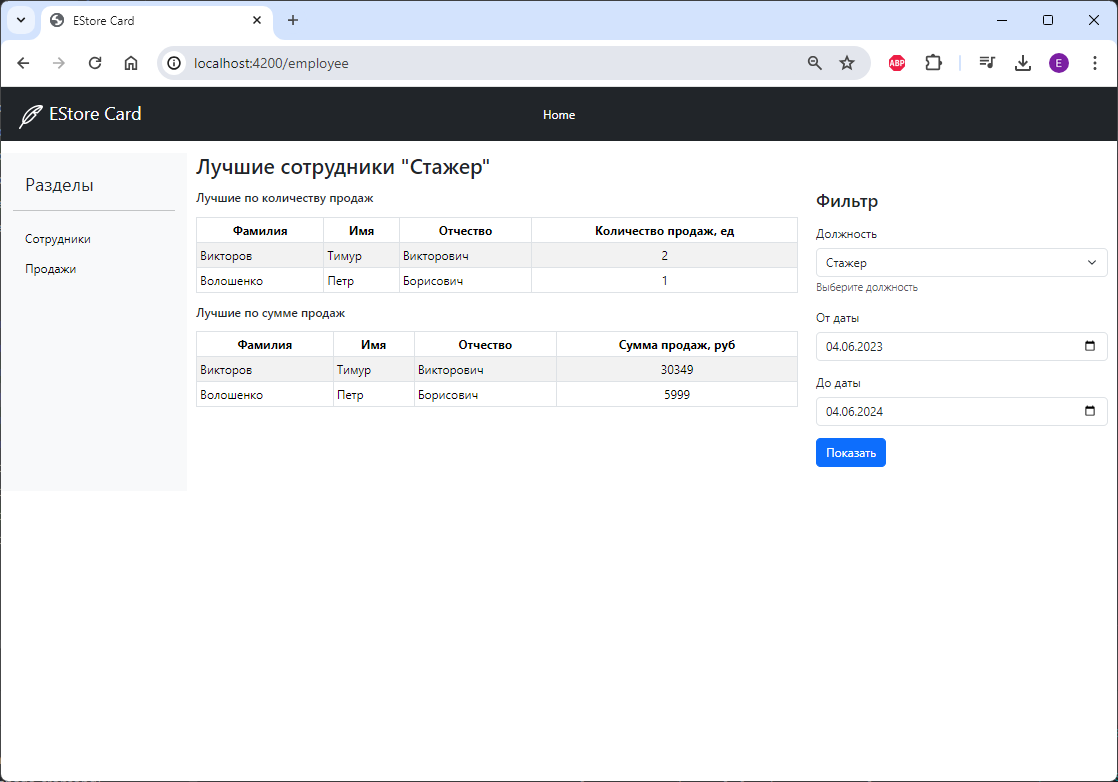 EStore Card
localhost:4200/employee
ABP
E
EStore Card
Home
Разделы
Сотрудники
Продажи
Лучшие сотрудники "Стажер"
Лучшие по количеству продаж
Фамилия Имя Отчество Количество продаж, ед
Викторов Тимур Викторович 2
Волошенко Петр Борисович 1
Лучшие по сумме продаж
Фамилия Имя Отчество Сумма продаж, руб
Викторов Тимур Викторович 30349
Волошенко Петр Борисович 5999
Фильтр
Должность
Стажер
Выберите должность
От даты
04.06.2023
До даты
04.06.2024
Показать